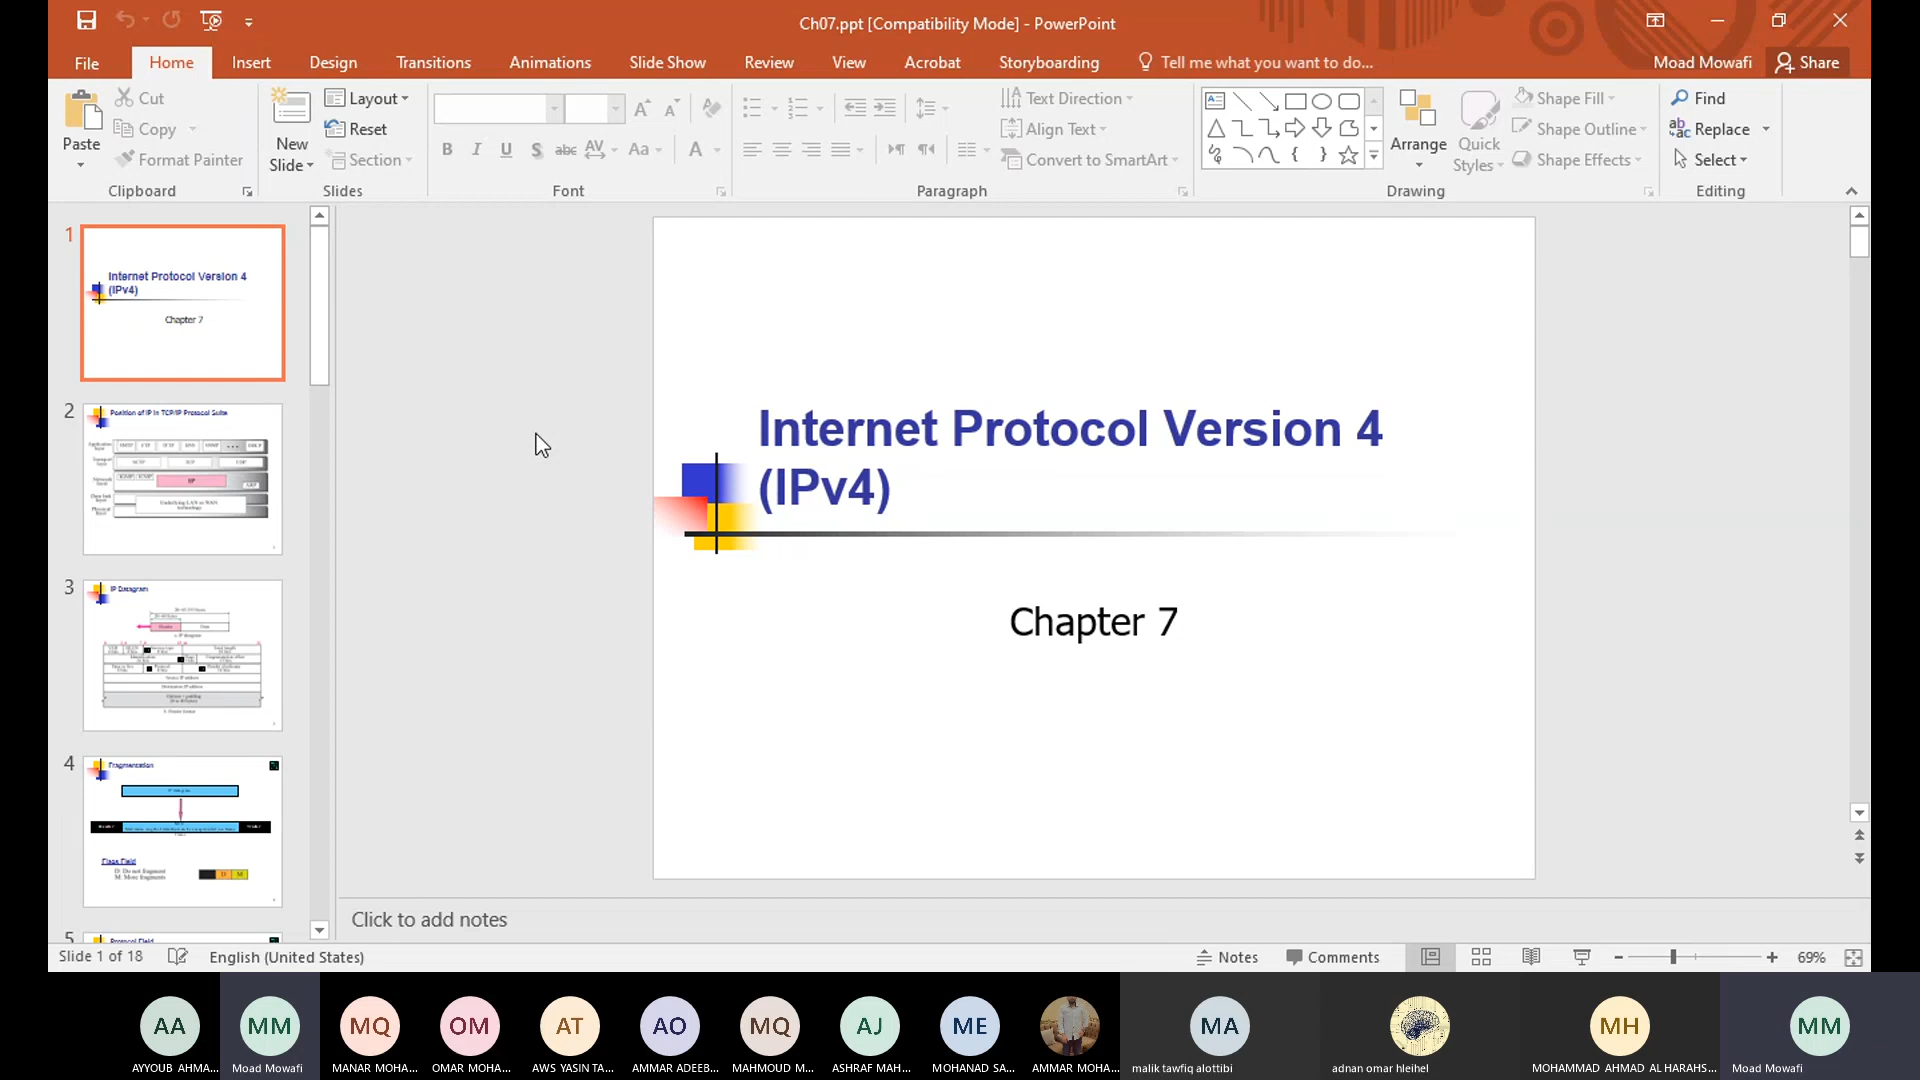 Ch07.ppt [Compatibility Mode] - PowerPoint
File Home Insert Design Transitions Animations Slide Show Review View Acrobat Storyboarding Tell me what you want to do... Moad Mowafi Share
Paste
Cut
Copy
Format Painter
Clipboard
New
Slide
Layout
Reset
Section
Slides
B I U S abc AV Aa A
Font
Text Direction
Align Text
Convert to SmartArt
Paragraph
Arrange
Quick
Styles
Shape Fill
Shape Outline
Shape Effects
Drawing
Find
Replace
Select
Editing
1
Internet Protocol Version 4
(IPv4)
Chapter 7
2
Position of IP in TCP/IP Protocol Suite
3
IP Datagram
4
Fragmentation
Flags Field
D: Do not fragment
M: More fragments
D M
5
Protocol Field
Internet Protocol Version 4
(IPv4)
Chapter 7
Click to add notes
Slide 1 of 18 English (United States) Notes Comments 69%
AA MM MQ OM AT AO MQ AJ ME MA MH MM
AYYOUB AHMA... Moad Mowafi MANAR MOHA... OMAR MOHA... AWS YASIN TA... AMMAR ADEEB... MAHMOUD M... ASHRAF MAH... MOHANAD SA... AMMAR MOHA... malik tawfiq alottibi adnan omar hleihel MOHAMMAD AHMAD AL HARAHS... Moad Mowafi